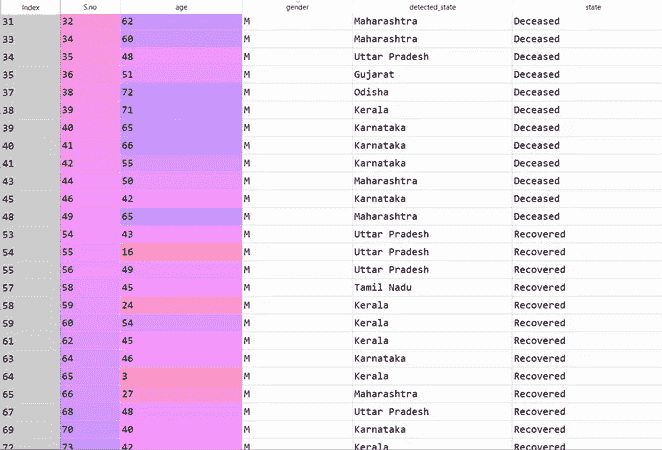 Index S.no age gender detected_state state
31 32 62 M Maharashtra Deceased
33 34 60 M Maharashtra Deceased
34 35 48 M Uttar Pradesh Deceased
35 36 51 M Gujarat Deceased
37 38 72 M Odisha Deceased
38 39 71 M Kerala Deceased
39 40 65 M Karnataka Deceased
40 41 66 M Karnataka Deceased
41 42 55 M Karnataka Deceased
43 44 50 M Maharashtra Deceased
45 46 42 M Karnataka Deceased
48 49 65 M Maharashtra Deceased
53 54 43 M Uttar Pradesh Recovered
54 55 16 M Uttar Pradesh Recovered
55 56 49 M Uttar Pradesh Recovered
57 58 45 M Tamil Nadu Recovered
58 59 24 M Kerala Recovered
59 60 54 M Kerala Recovered
61 62 45 M Kerala Recovered
63 64 46 M Karnataka Recovered
64 65 3 M Kerala Recovered
65 66 27 M Maharashtra Recovered
67 68 48 M Uttar Pradesh Recovered
69 70 40 M Karnataka Recovered
72 73 42 M Kerala Recovered